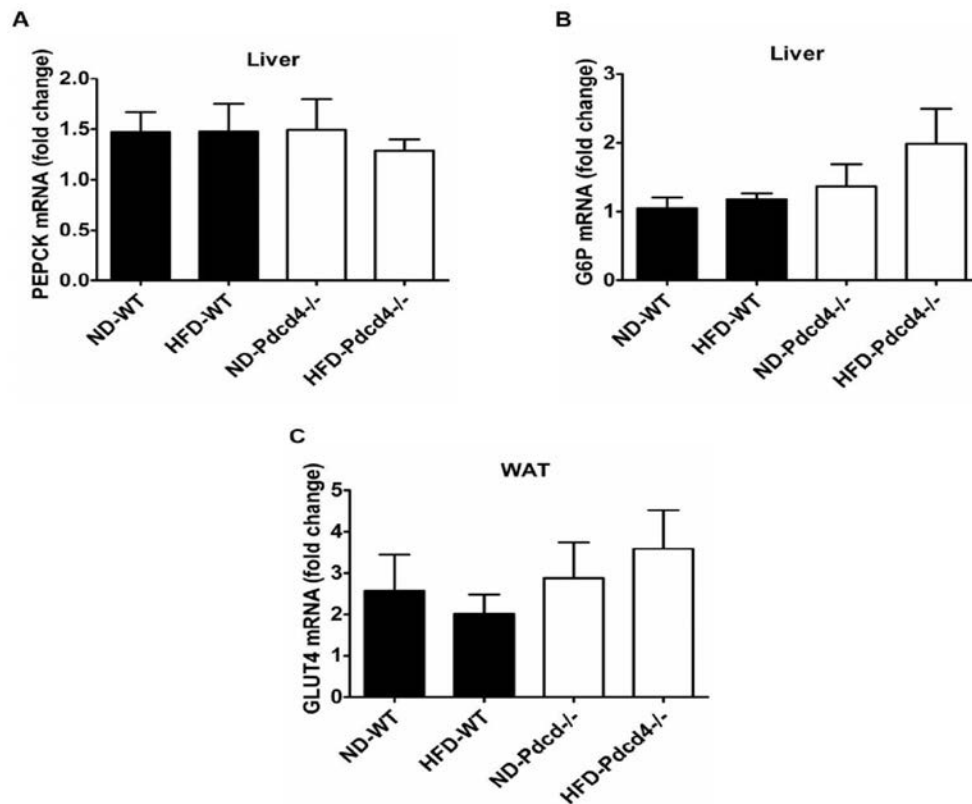 A
Liver
PEPCK mRNA (fold change)
2.0
1.5
1.0
0.5
0.0
ND-WT
HFD-WT
ND-Pdcd4-/-
HFD-Pdcd4-/-
B
Liver
G6P mRNA (fold change)
3
2
1
0
ND-WT
HFD-WT
ND-Pdcd4-/-
HFD-Pdcd4-/-
C
WAT
GLUT4 mRNA (fold change)
5
4
3
2
1
0
ND-WT
HFD-WT
ND-Pdcd-/-
HFD-Pdcd4-/-